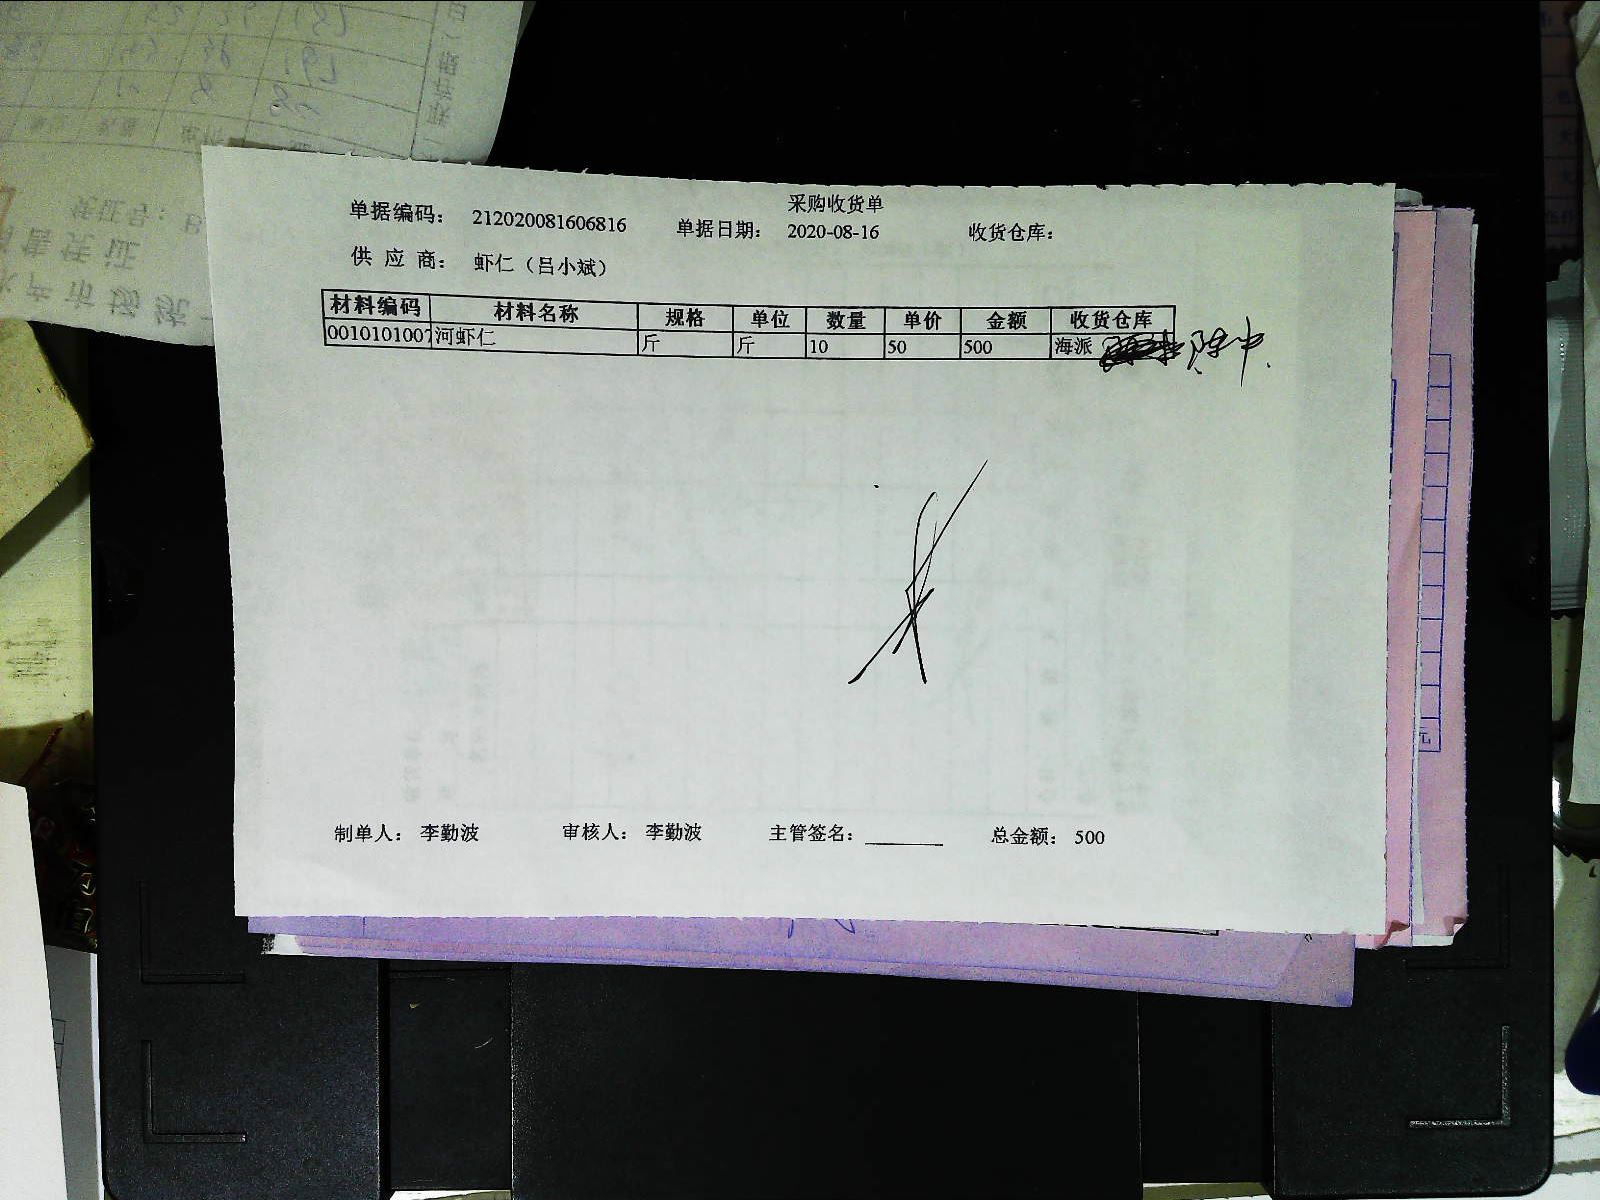 采购收货单
单据编码： 212020081606816 单据日期： 2020-08-16 收货仓库：
供 应 商： 虾仁（吕小斌）
材料编码 材料名称 规格 单位 数量 单价 金额 收货仓库
0010101007 河虾仁 斤 斤 10 50 500 海派
制单人： 李勤波 审核人： 李勤波 主管签名： 总金额： 500